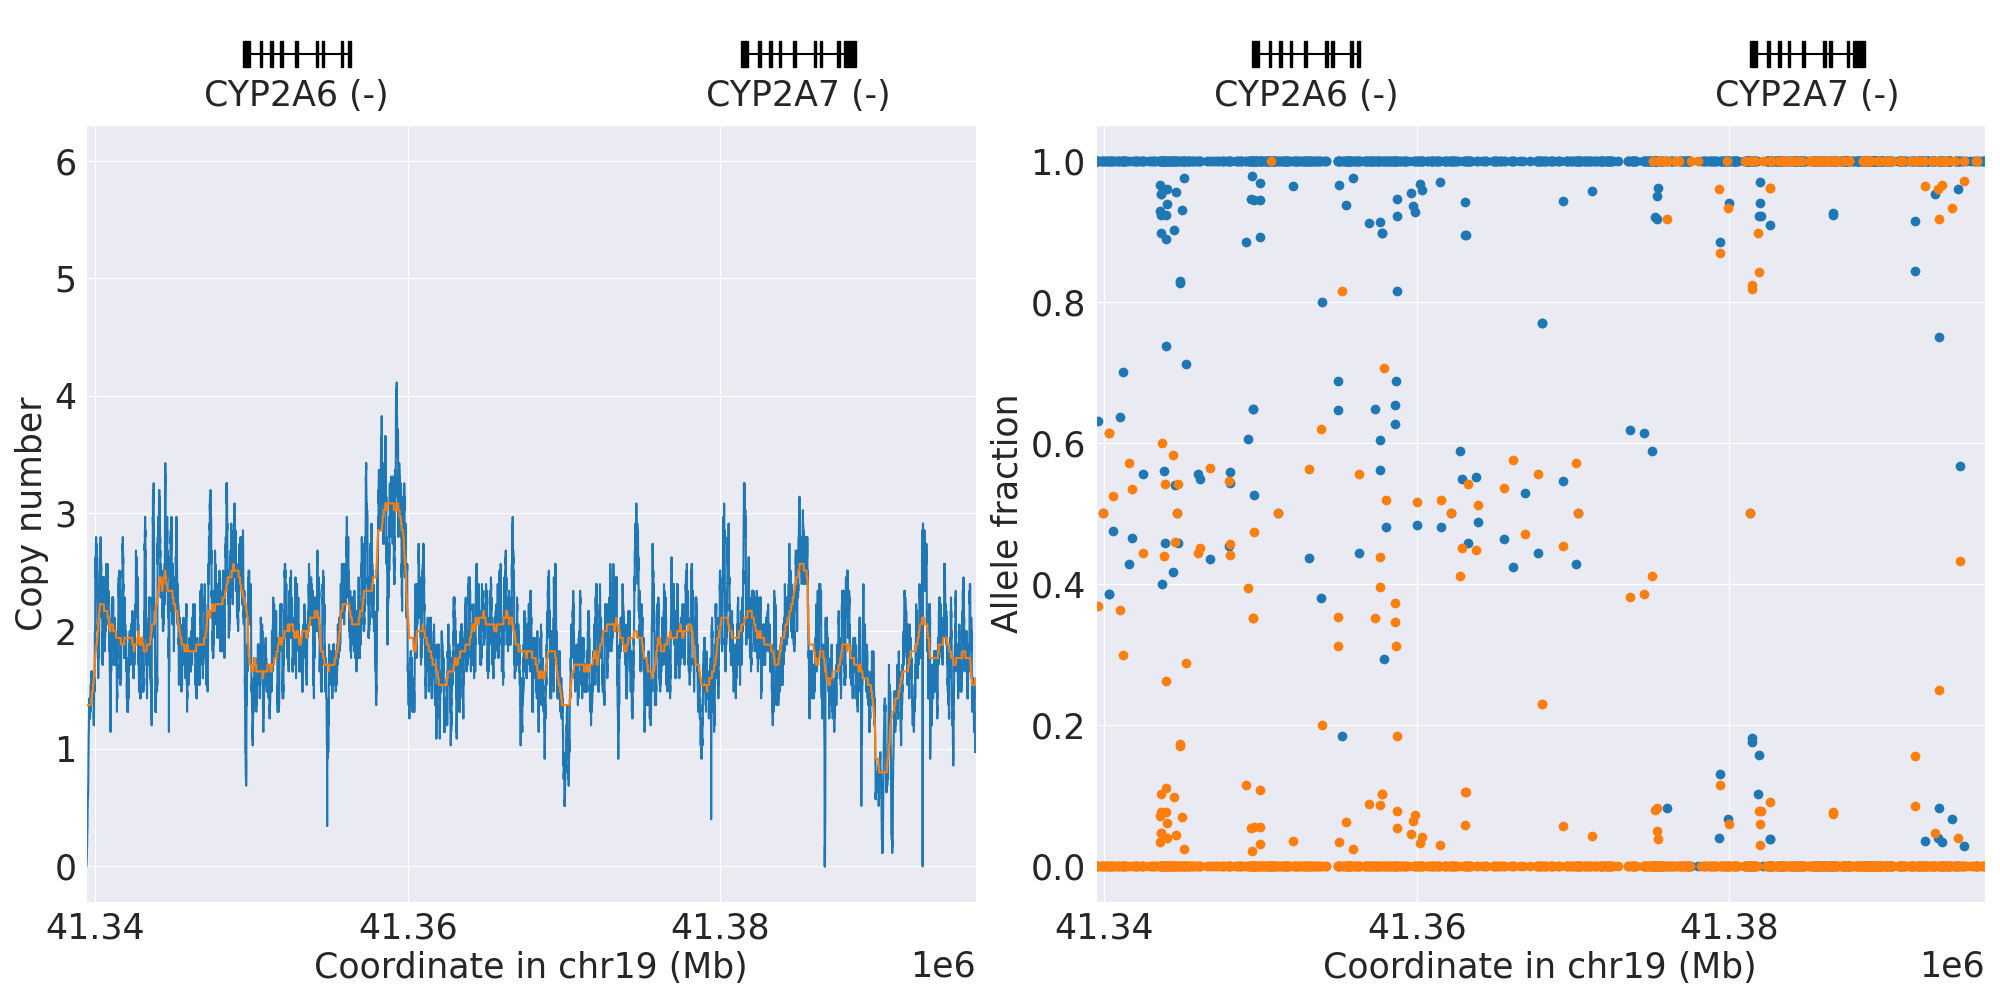 CYP2A6 (-)
CYP2A7 (-)
6
5
4
3
2
1
0
Copy number
41.34
41.36
41.38
Coordinate in chr19 (Mb)
1e6
CYP2A6 (-)
CYP2A7 (-)
1.0
0.8
0.6
0.4
0.2
0.0
Allele fraction
41.34
41.36
41.38
Coordinate in chr19 (Mb)
1e6